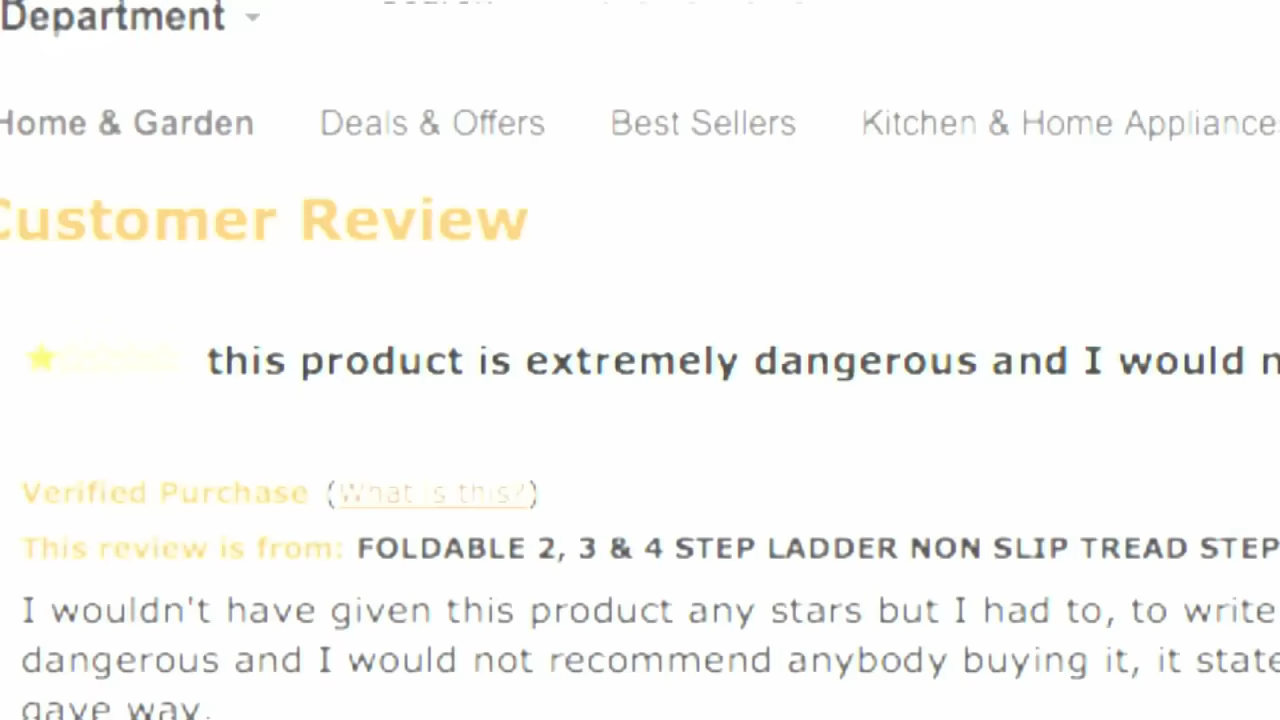 Department
Home & Garden Deals & Offers Best Sellers Kitchen & Home Appliances
Customer Review
this product is extremely dangerous and I would n
Verified Purchase (What is this?)
This review is from: FOLDABLE 2, 3 & 4 STEP LADDER NON SLIP TREAD STEP
I wouldn't have given this product any stars but I had to, to write
dangerous and I would not recommend anybody buying it, it state
gave way.